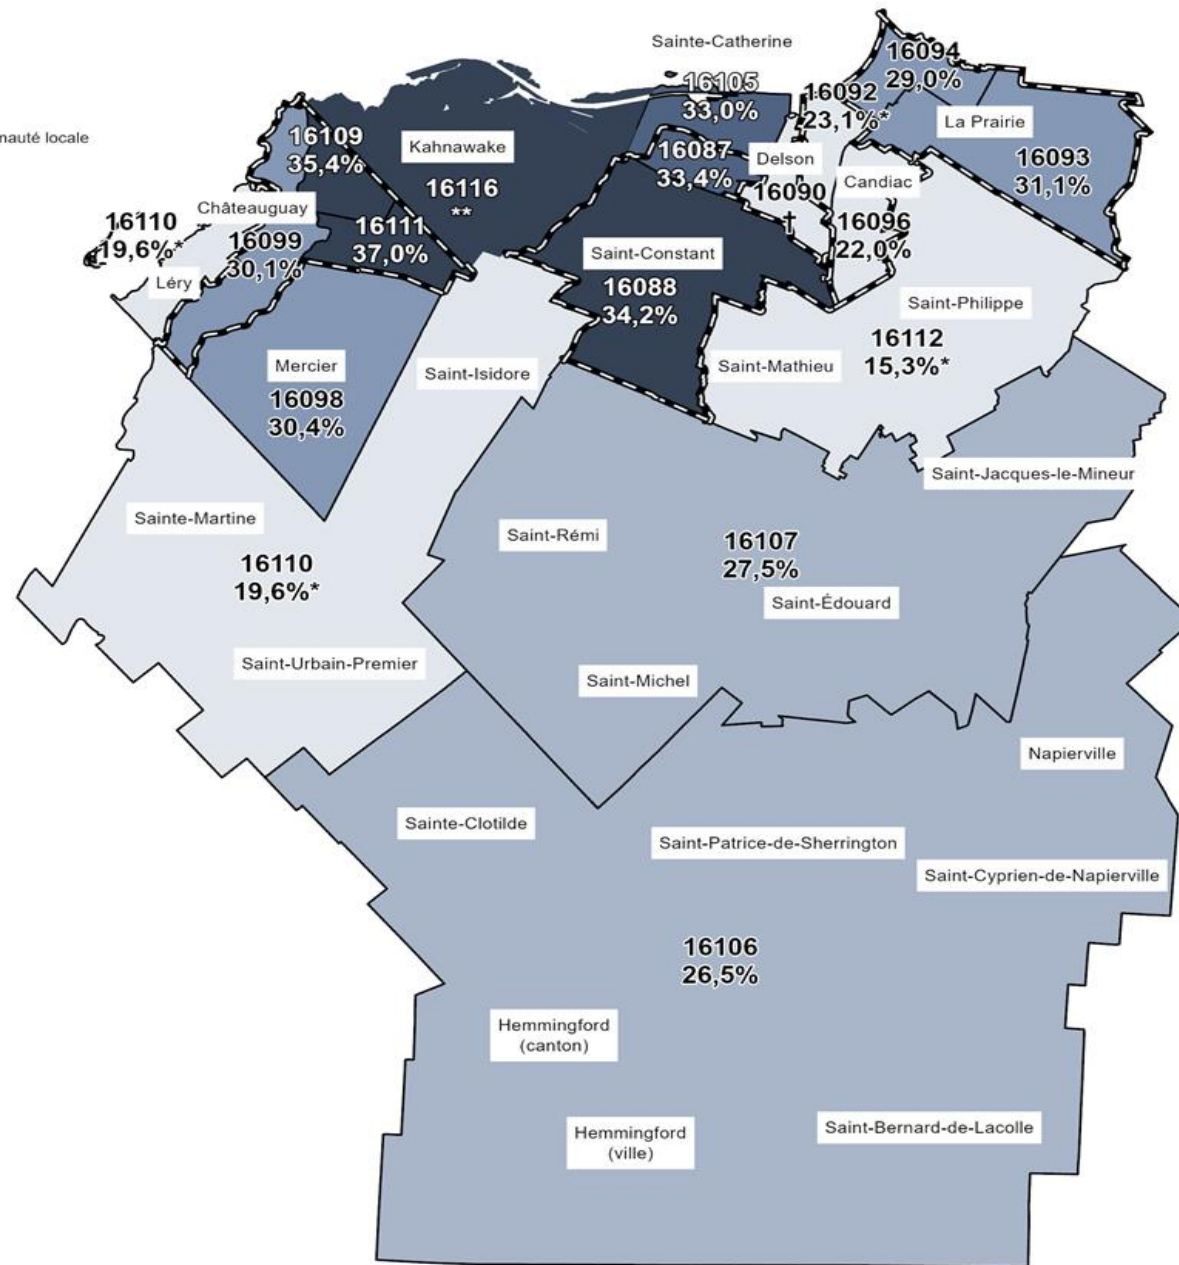 Sainte-Catherine
16094
29,0%
16105
33,0%
16092
23,1%*
La Prairie
nauté locale
16109
35,4%
Kahnawake
16087
33,4%
Delson
16093
31,1%
16116
**
16090
†
Candiac
Châteauguay
16110
19,6%*
16099
30,1%
16111
37,0%
16096
22,0%
Saint-Constant
Léry
16088
34,2%
Saint-Philippe
16112
15,3%*
Mercier
Saint-Isidore
Saint-Mathieu
16098
30,4%
Saint-Jacques-le-Mineur
Sainte-Martine
Saint-Rémi
16107
27,5%
16110
19,6%*
Saint-Édouard
Saint-Urbain-Premier
Saint-Michel
Napierville
Sainte-Clotilde
Saint-Patrice-de-Sherrington
Saint-Cyprien-de-Napierville
16106
26,5%
Hemmingford
(canton)
Hemmingford
(ville)
Saint-Bernard-de-Lacolle